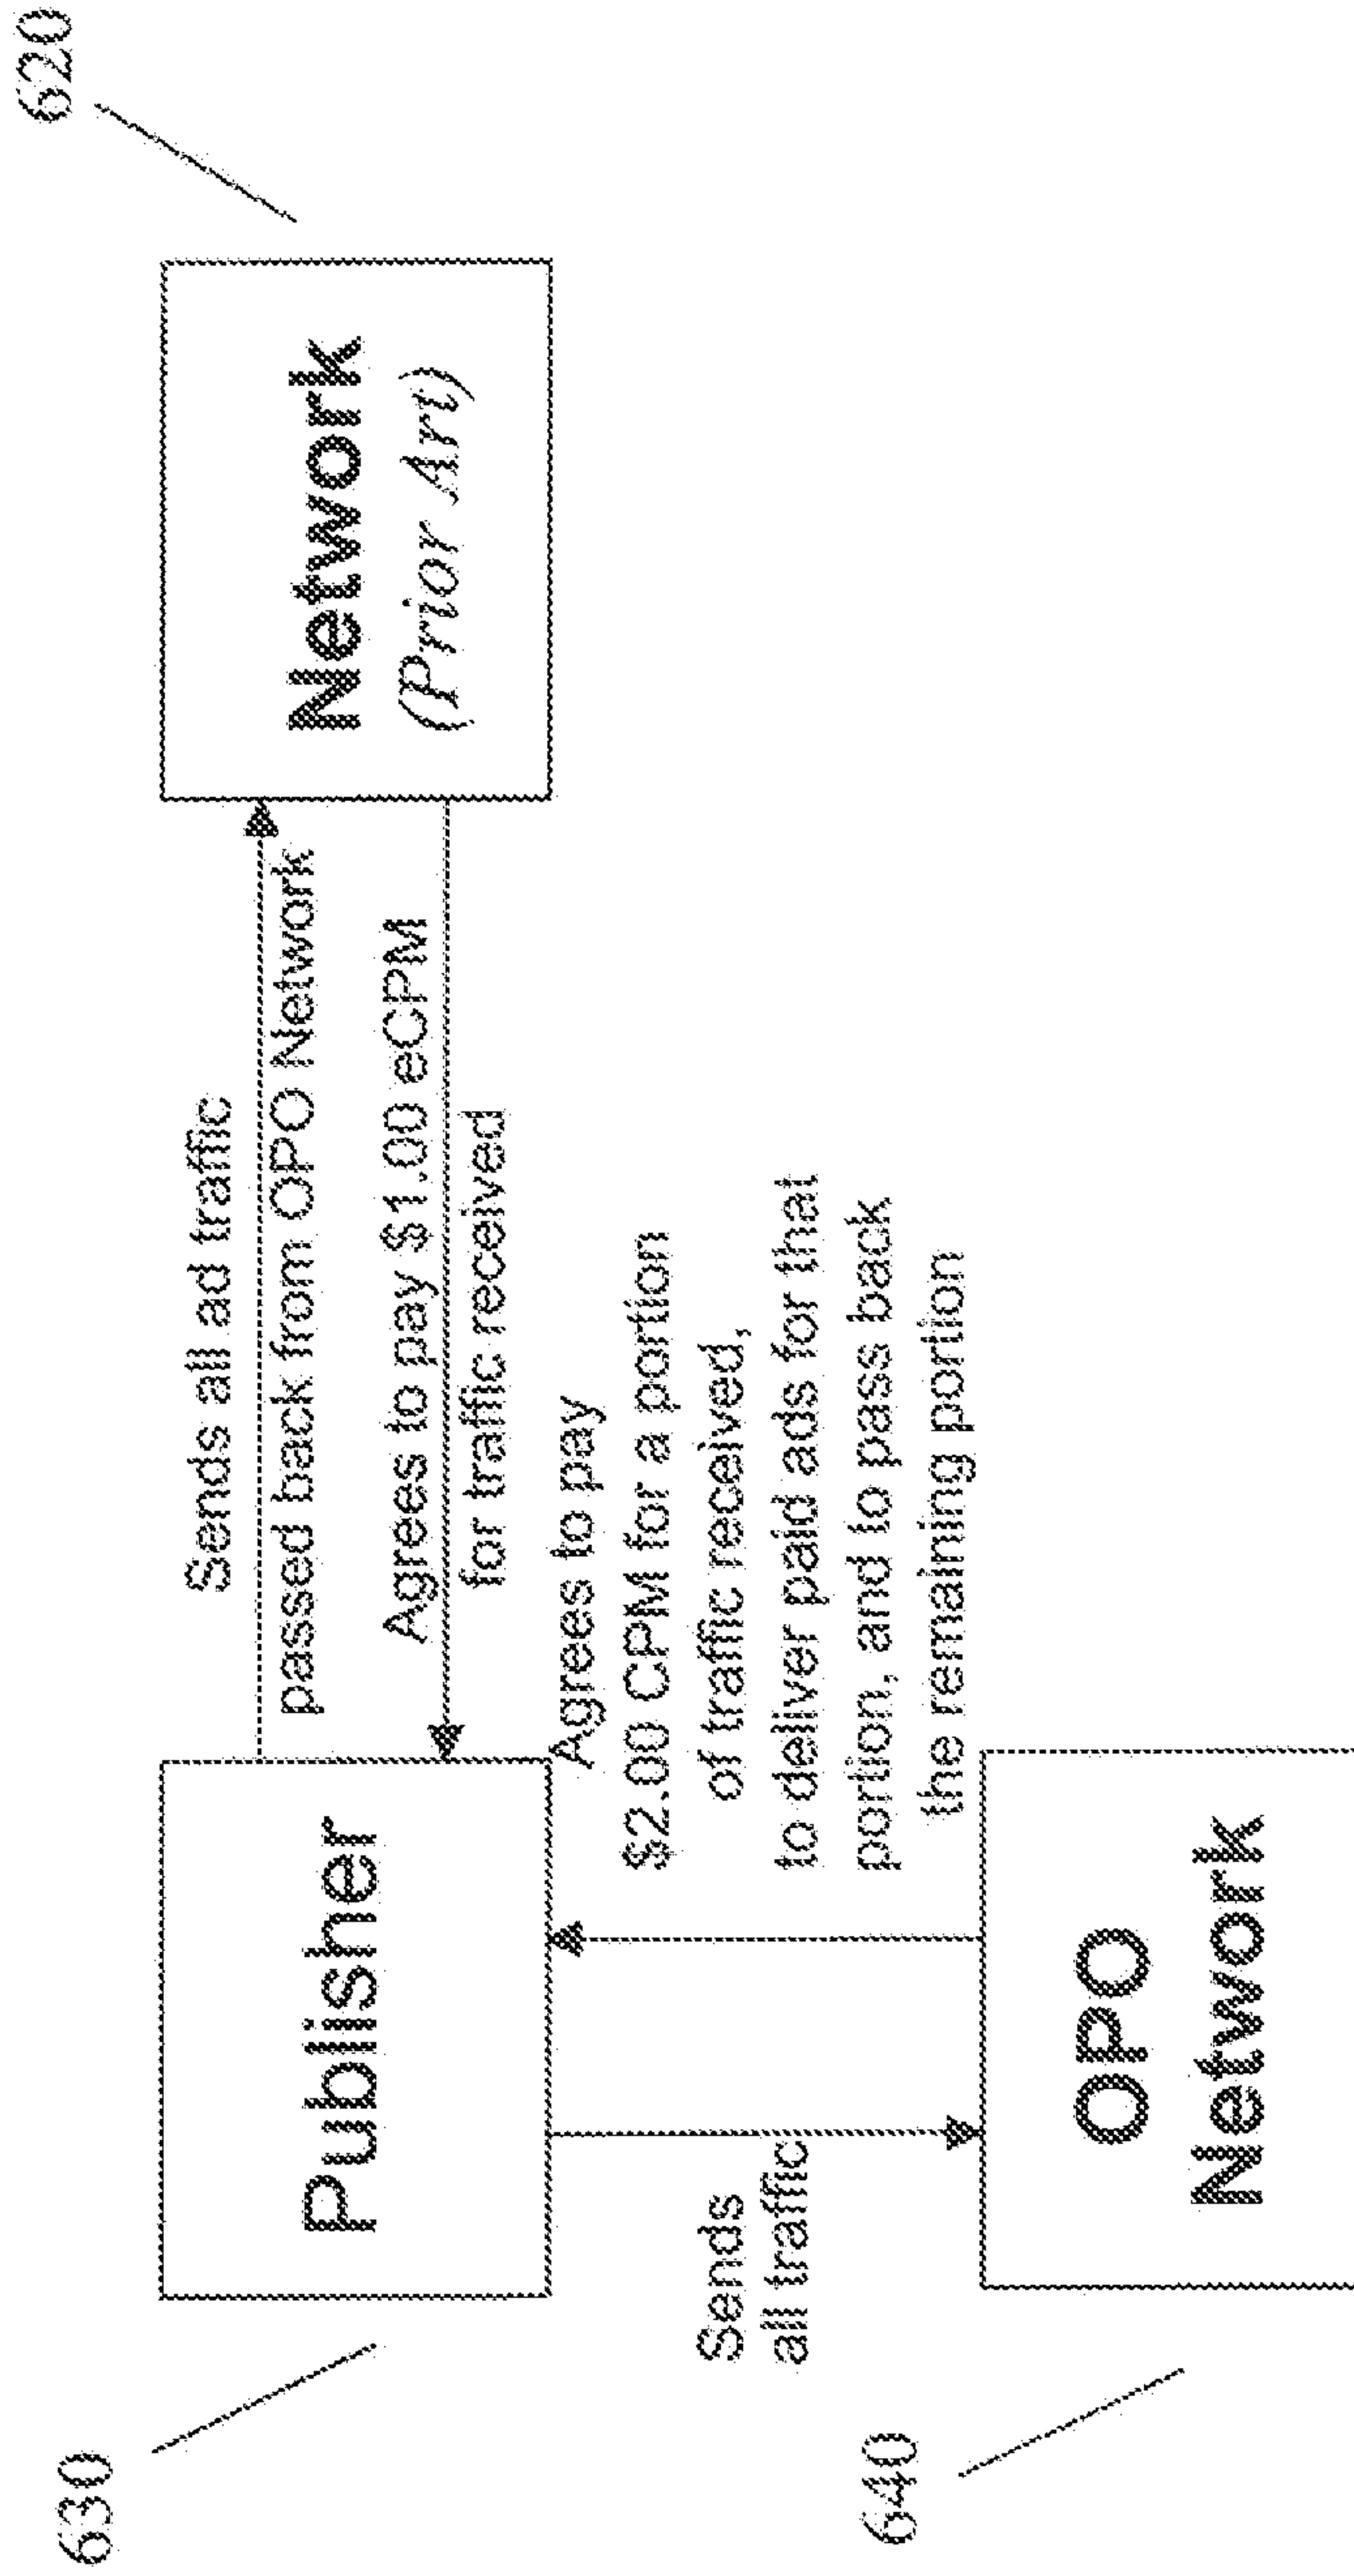 620
Sends all ad traffic
passed back from OPO Network
Agrees to pay $1.00 eCPM
for traffic received
Network
(Prior Art)
630
Publisher
Agrees to pay
$2.00 CPM for a portion
of traffic received,
to deliver paid ads for that
portion, and to pass back
the remaining portion
Sends
all traffic
640
OPO
Network